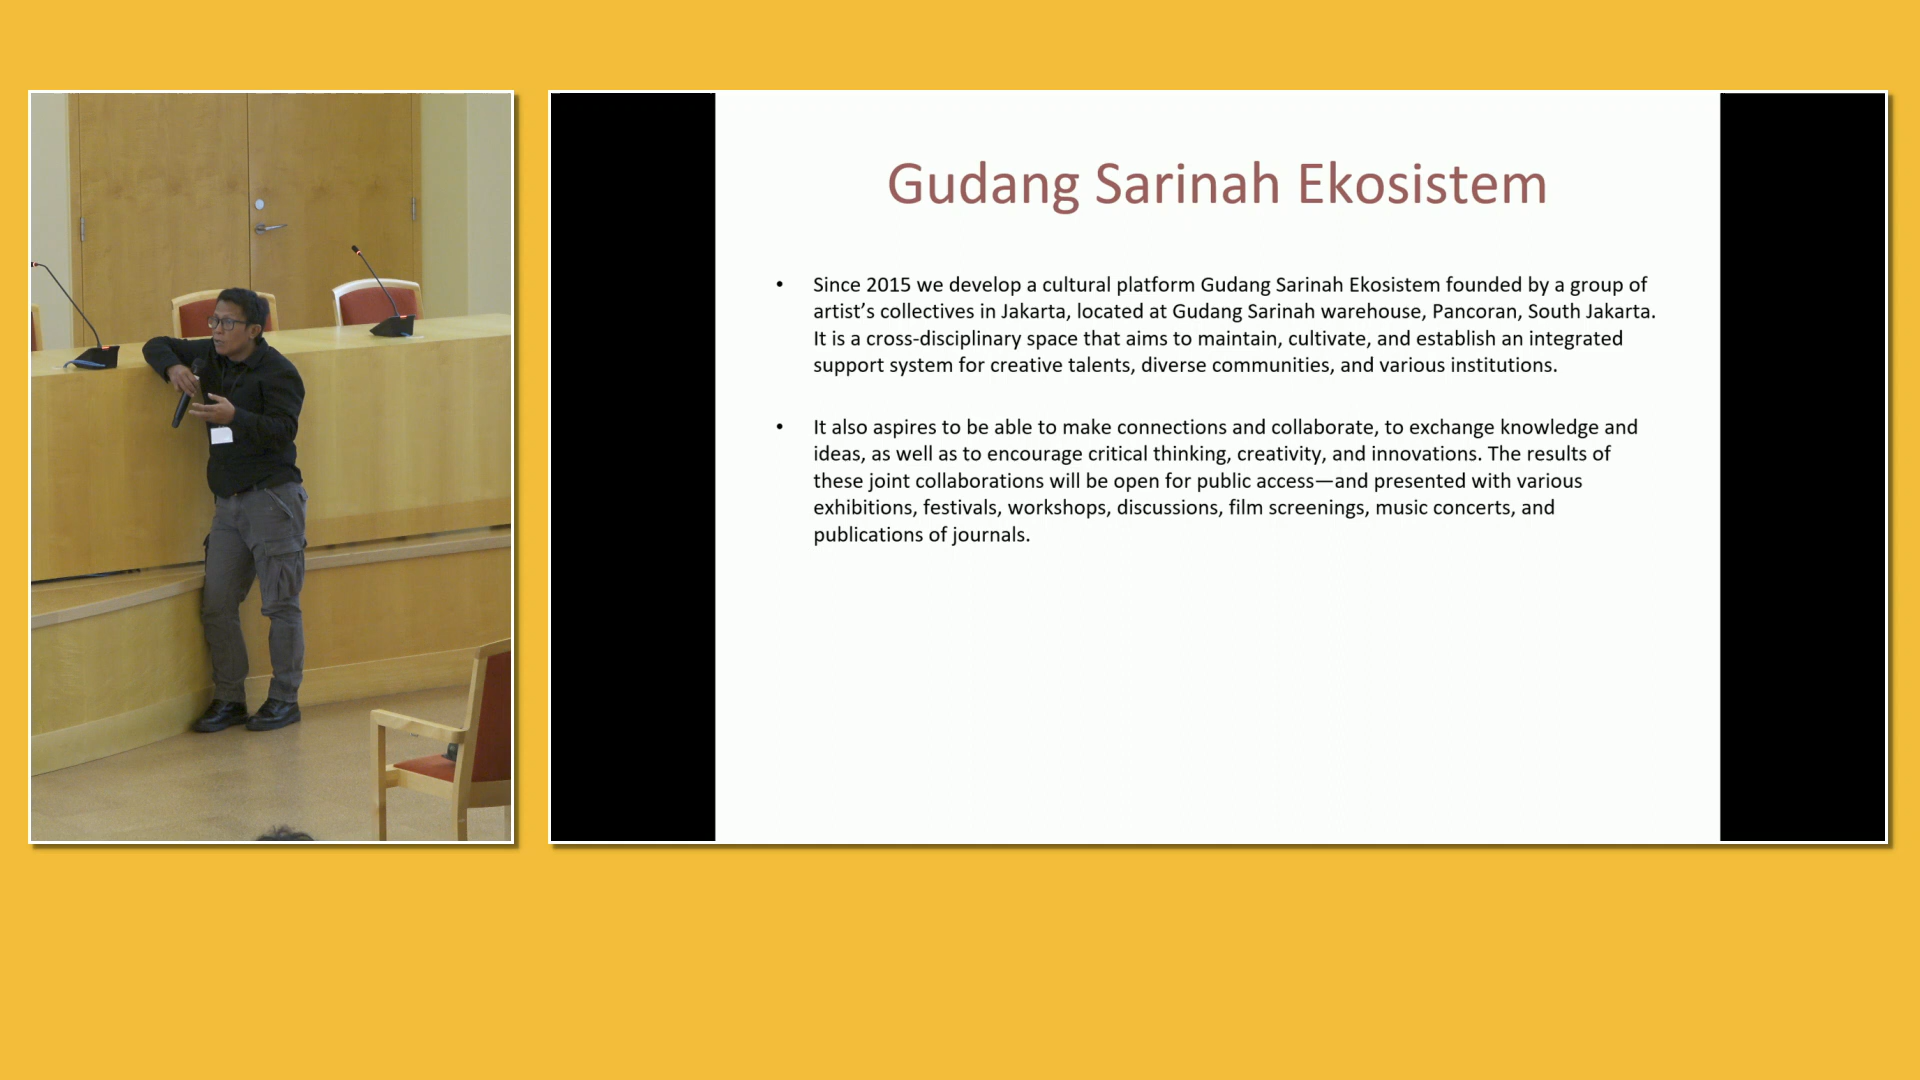 Gudang Sarinah Ekosistem
• Since 2015 we develop a cultural platform Gudang Sarinah Ekosistem founded by a group of
artist’s collectives in Jakarta, located at Gudang Sarinah warehouse, Pancoran, South Jakarta.
It is a cross-disciplinary space that aims to maintain, cultivate, and establish an integrated
support system for creative talents, diverse communities, and various institutions.
• It also aspires to be able to make connections and collaborate, to exchange knowledge and
ideas, as well as to encourage critical thinking, creativity, and innovations. The results of
these joint collaborations will be open for public access—and presented with various
exhibitions, festivals, workshops, discussions, film screenings, music concerts, and
publications of journals.